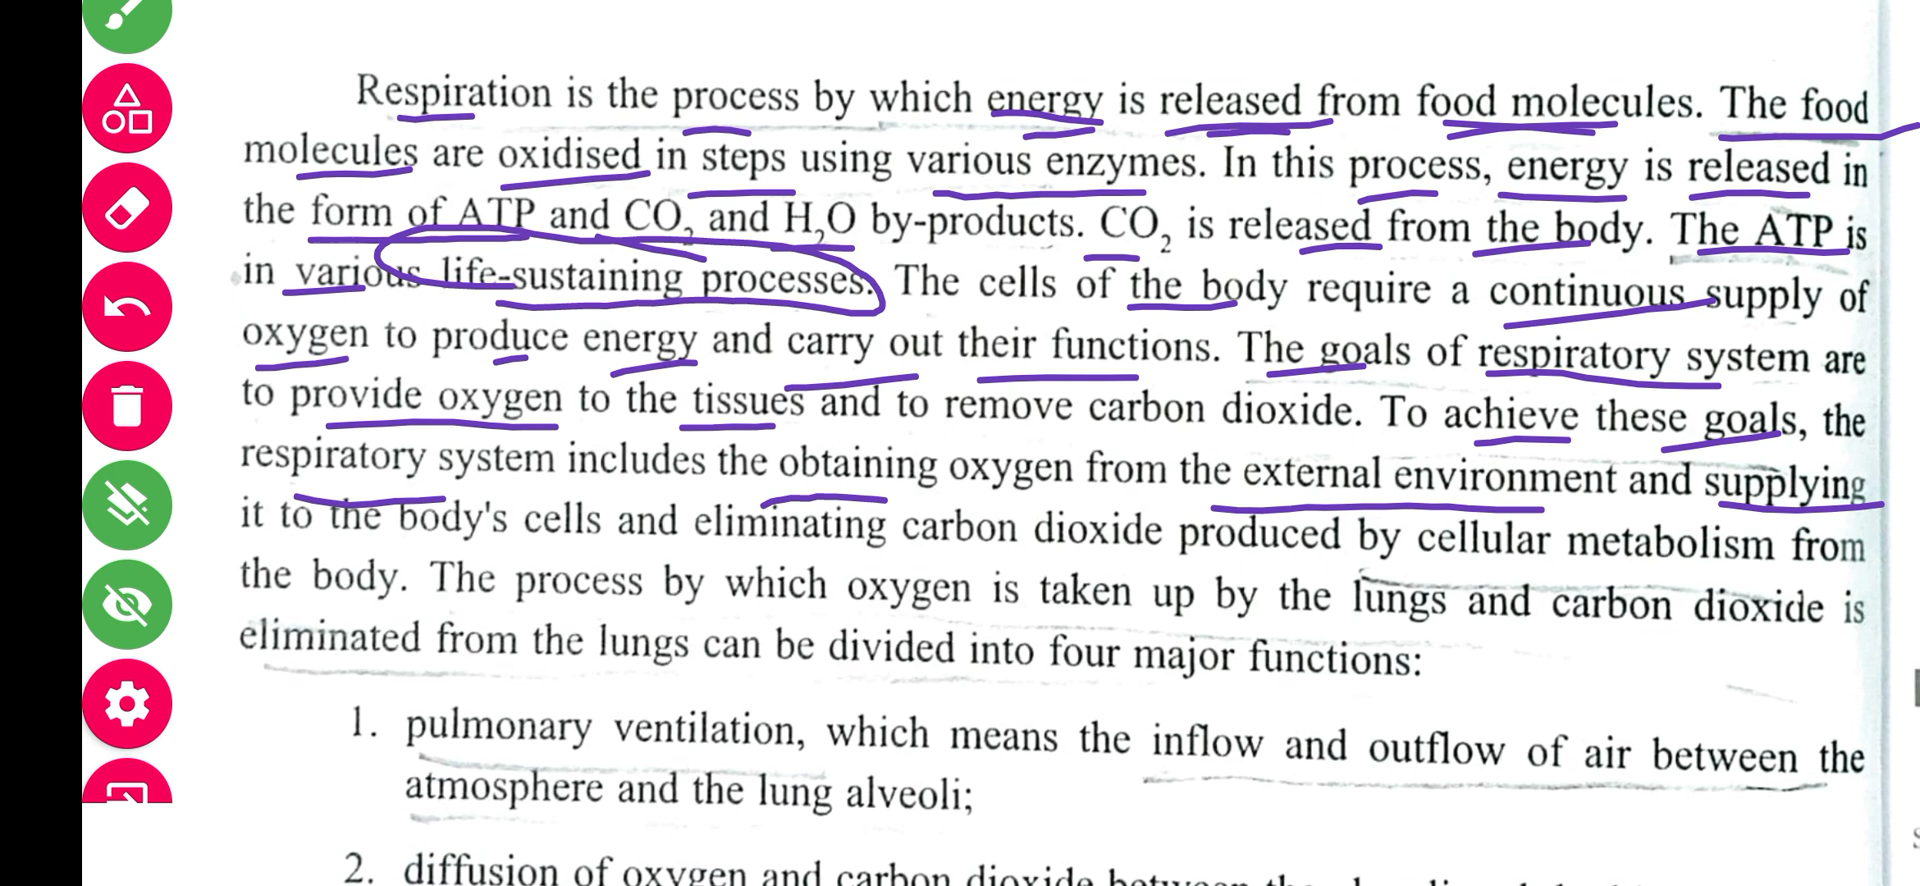 Respiration is the process by which energy is released from food molecules. The food
molecules are oxidised in steps using various enzymes. In this process, energy is released in
the form of ATP and CO₂ and H₂O by-products. CO₂ is released from the body. The ATP is
in various life-sustaining processes. The cells of the body require a continuous supply of
oxygen to produce energy and carry out their functions. The goals of respiratory system are
to provide oxygen to the tissues and to remove carbon dioxide. To achieve these goals, the
respiratory system includes the obtaining oxygen from the external environment and supplying
it to the body's cells and eliminating carbon dioxide produced by cellular metabolism from
the body. The process by which oxygen is taken up by the lungs and carbon dioxide is
eliminated from the lungs can be divided into four major functions:
1. pulmonary ventilation, which means the inflow and outflow of air between the
atmosphere and the lung alveoli;
2. diffusion of oxygen and carbon dioxide between the